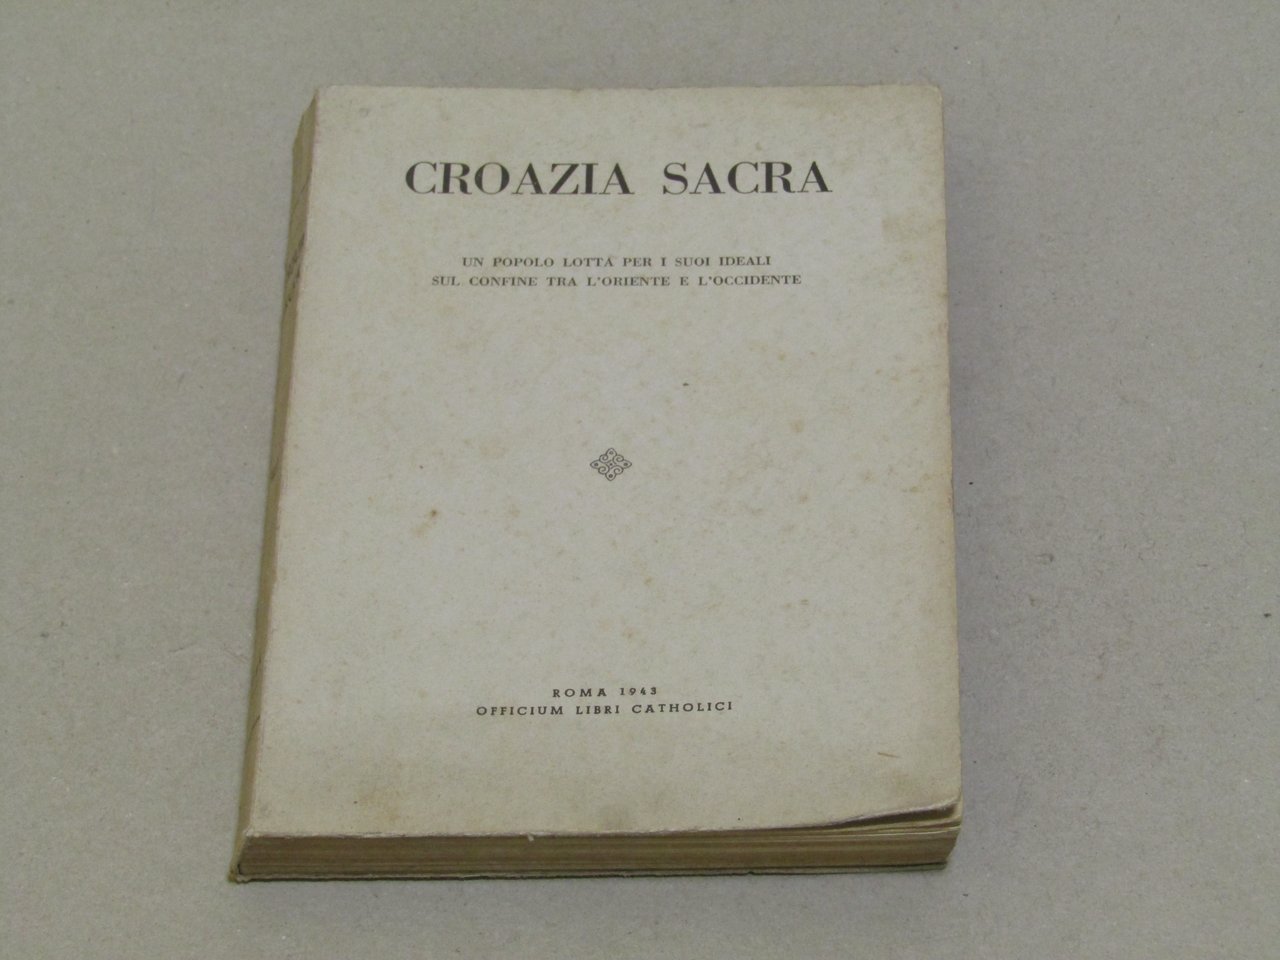 CROAZIA SACRA
UN POPOLO LOTTA PER I SUOI IDEALI
SUL CONFINE TRA L'ORIENTE E L'OCCIDENTE
ROMA 1943
OFFICIUM LIBRI CATHOLICI